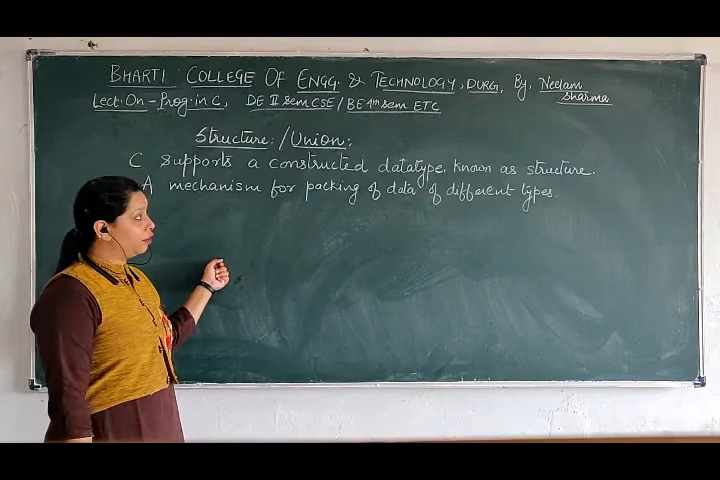 BHARTI COLLEGE OF ENGG. & TECHNOLOGY, DURG, By, Neelam Sharma
Lect. On - Prog. in C, DE II Sem CSE / BE 4th sem ETC
Structure: / Union:
C supports a constructed datatype, known as structure.
A mechanism for packing of data of different types.